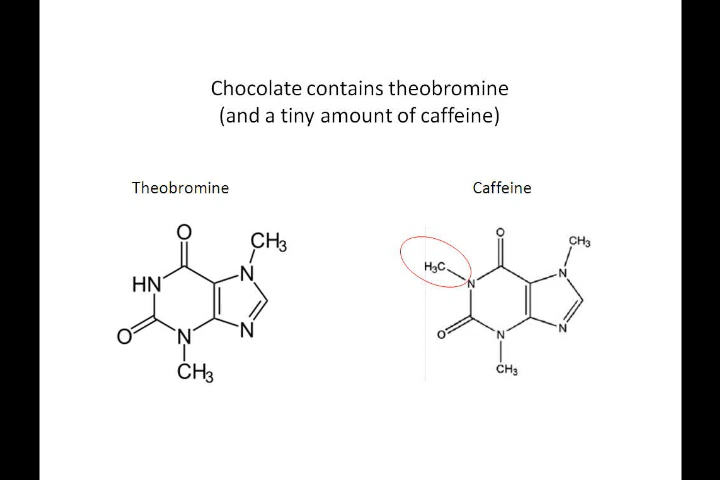 Chocolate contains theobromine
(and a tiny amount of caffeine)
Theobromine
Caffeine
O
CH₃
HN
N
O
N
N
CH₃
O
CH₃
H₃C
N
N
O
N
N
CH₃